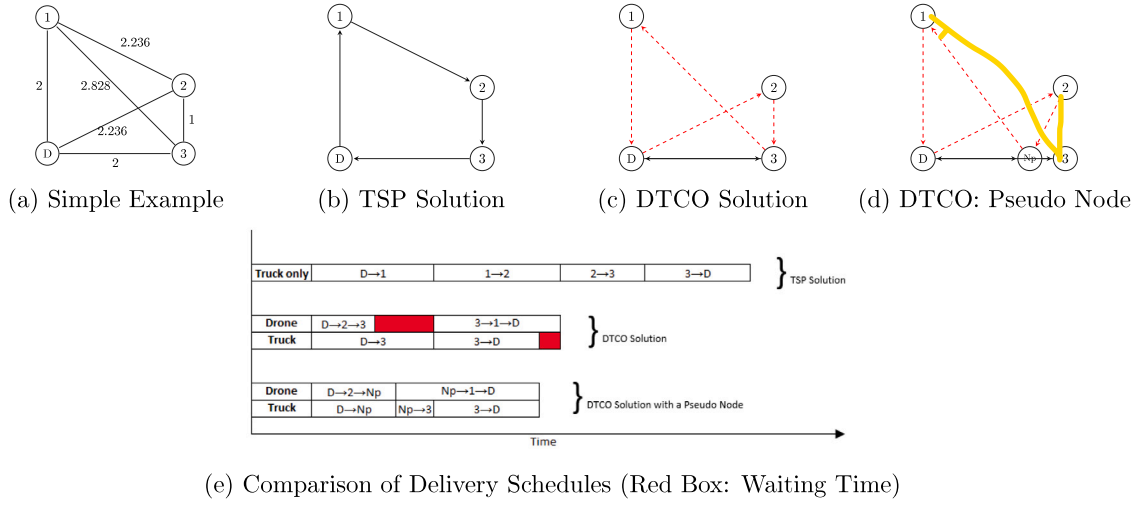 1
2.236
2
2
2.828
1
2.236
D
2
3
1
2
D
3
1
2
D
3
1
2
D
Np
3
(a) Simple Example
(b) TSP Solution
(c) DTCO Solution
(d) DTCO: Pseudo Node
Truck only D→1 1→2 2→3 3→D
TSP Solution
Drone D→2→3 3→1→D
Truck D→3 3→D
DTCO Solution
Drone D→2→Np Np→1→D
Truck D→Np Np→3 3→D
DTCO Solution with a Pseudo Node
Time
(e) Comparison of Delivery Schedules (Red Box: Waiting Time)